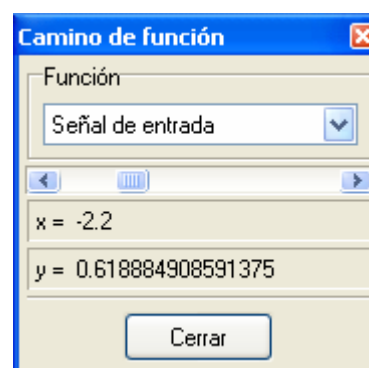 Camino de función
Función
Señal de entrada
x = -2.2
y = 0.618884908591375
Cerrar